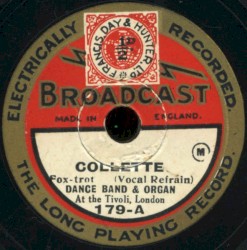 ELECTRICALLY RECORDED.
FRANCIS, DAY & HUNTER LTD
BROADCAST
MADE IN ENGLAND.
COLLETTE
Fox-trot (Vocal Refrain)
M
DANCE BAND & ORGAN
At the Tivoli, London
179-A
THE LONG PLAYING RECORD.